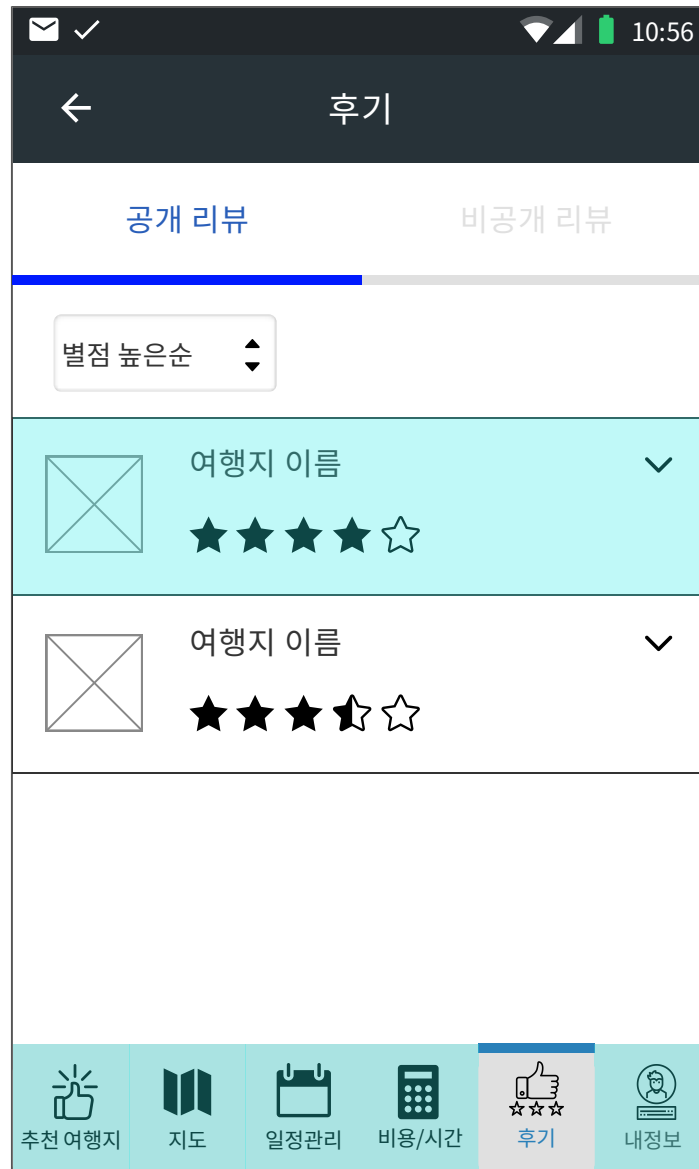 10:56
후기
공개 리뷰
비공개 리뷰
별점 높은순
여행지 이름
여행지 이름
추천 여행지
지도
일정관리
비용/시간
후기
내정보